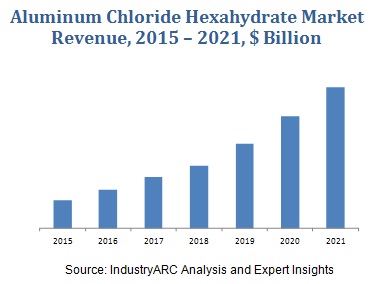 Aluminum Chloride Hexahydrate Market
Revenue, 2015 – 2021, $ Billion
2015 2016 2017 2018 2019 2020 2021
Source: IndustryARC Analysis and Expert Insights